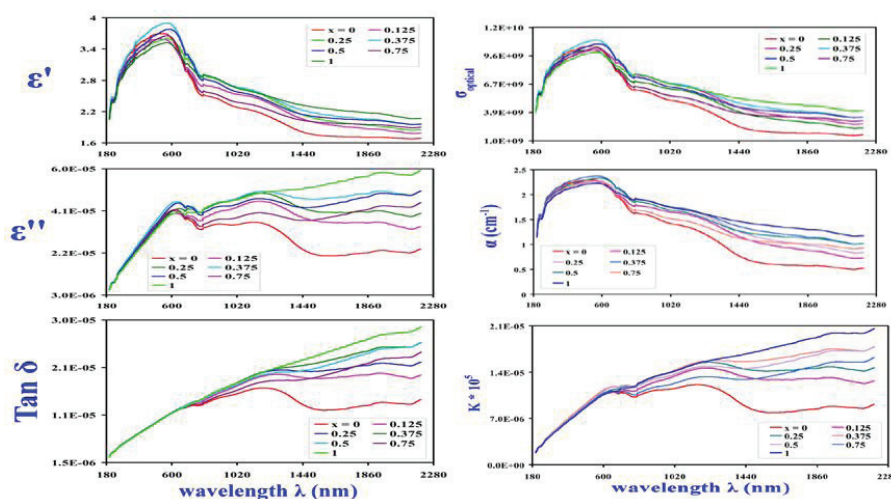 ε'
4
3.4
2.8
2.2
1.6
x = 0 0.125
0.25 0.375
0.5 0.75
1
180 600 1020 1440 1860 2280
σoptical
1.2E+10
9.6E+09
6.7E+09
3.9E+09
1.0E+09
x = 0 0.125
0.25 0.375
0.5 0.75
1
180 600 1020 1440 1860 2280
ε''
6.0E-05
4.1E-05
2.2E-05
3.0E-06
x = 0 0.125
0.25 0.375
0.5 0.75
1
180 600 1020 1440 1860 2280
α (cm-1)
2.5
2
1.5
1
0.5
0
x = 0 0.125
0.25 0.375
0.5 0.75
1
180 600 1020 1440 1860 2280
Tan δ
3.0E-05
2.1E-05
1.1E-05
1.5E-06
x = 0 0.125
0.25 0.375
0.5 0.75
1
180 600 1020 1440 1860 2280
wavelength λ (nm)
K * 10⁵
2.1E-05
1.4E-05
7.0E-06
0.0E+00
x = 0 0.125
0.25 0.375
0.5 0.75
1
180 600 1020 1440 1860 2280
wavelength λ (nm)